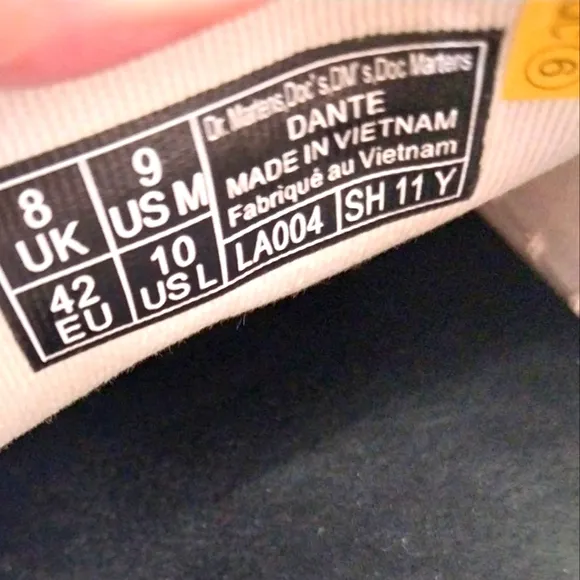 8
UK
9
US M
42
EU
10
US L
Dr. Martens,Doc's,DM's,Doc Martens
DANTE
MADE IN VIETNAM
Fabriqué au Vietnam
LA004
SH 11 Y